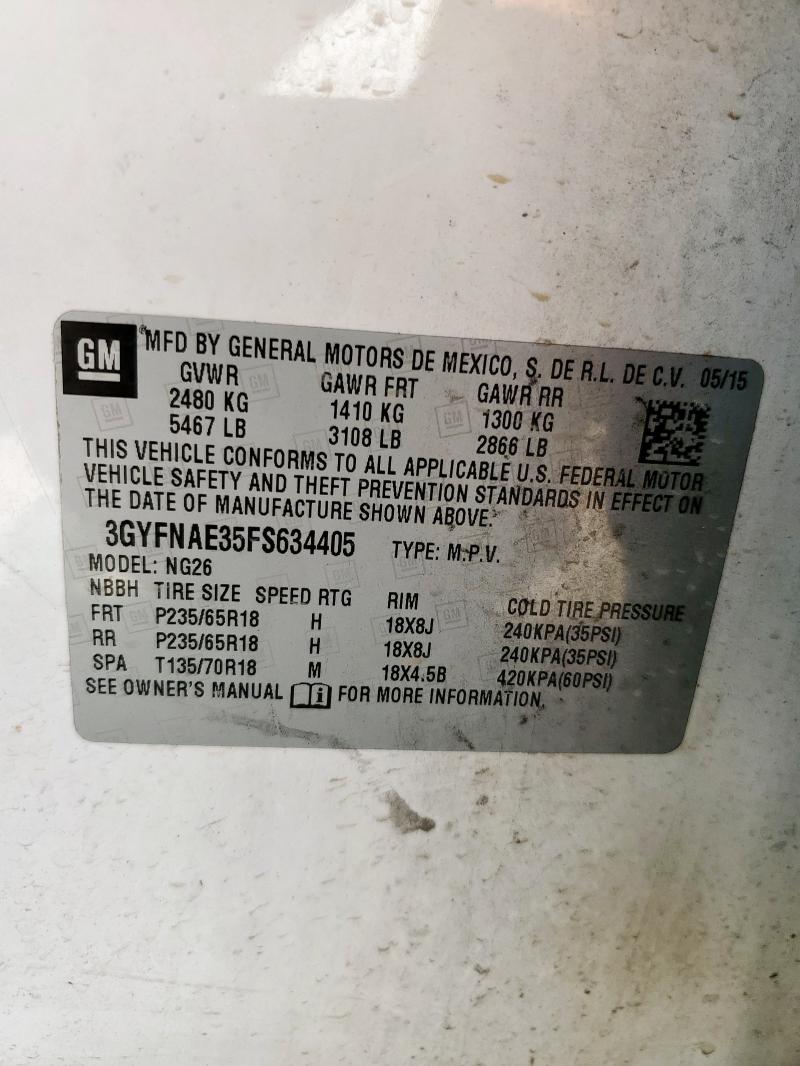 GM
®MFD BY GENERAL MOTORS DE MEXICO, S. DE R.L. DE C.V. 05/15
GVWR GAWR FRT GAWR RR
2480 KG 1410 KG 1300 KG
5467 LB 3108 LB 2866 LB
THIS VEHICLE CONFORMS TO ALL APPLICABLE U.S. FEDERAL MOTOR
VEHICLE SAFETY AND THEFT PREVENTION STANDARDS IN EFFECT ON
THE DATE OF MANUFACTURE SHOWN ABOVE.
3GYFNAE35FS634405 TYPE: M.P.V.
MODEL: NG26
NBBH TIRE SIZE SPEED RTG RIM COLD TIRE PRESSURE
FRT P235/65R18 H 18X8J 240KPA(35PSI)
RR P235/65R18 H 18X8J 240KPA(35PSI)
SPA T135/70R18 M 18X4.5B 420KPA(60PSI)
SEE OWNER'S MANUAL FOR MORE INFORMATION.